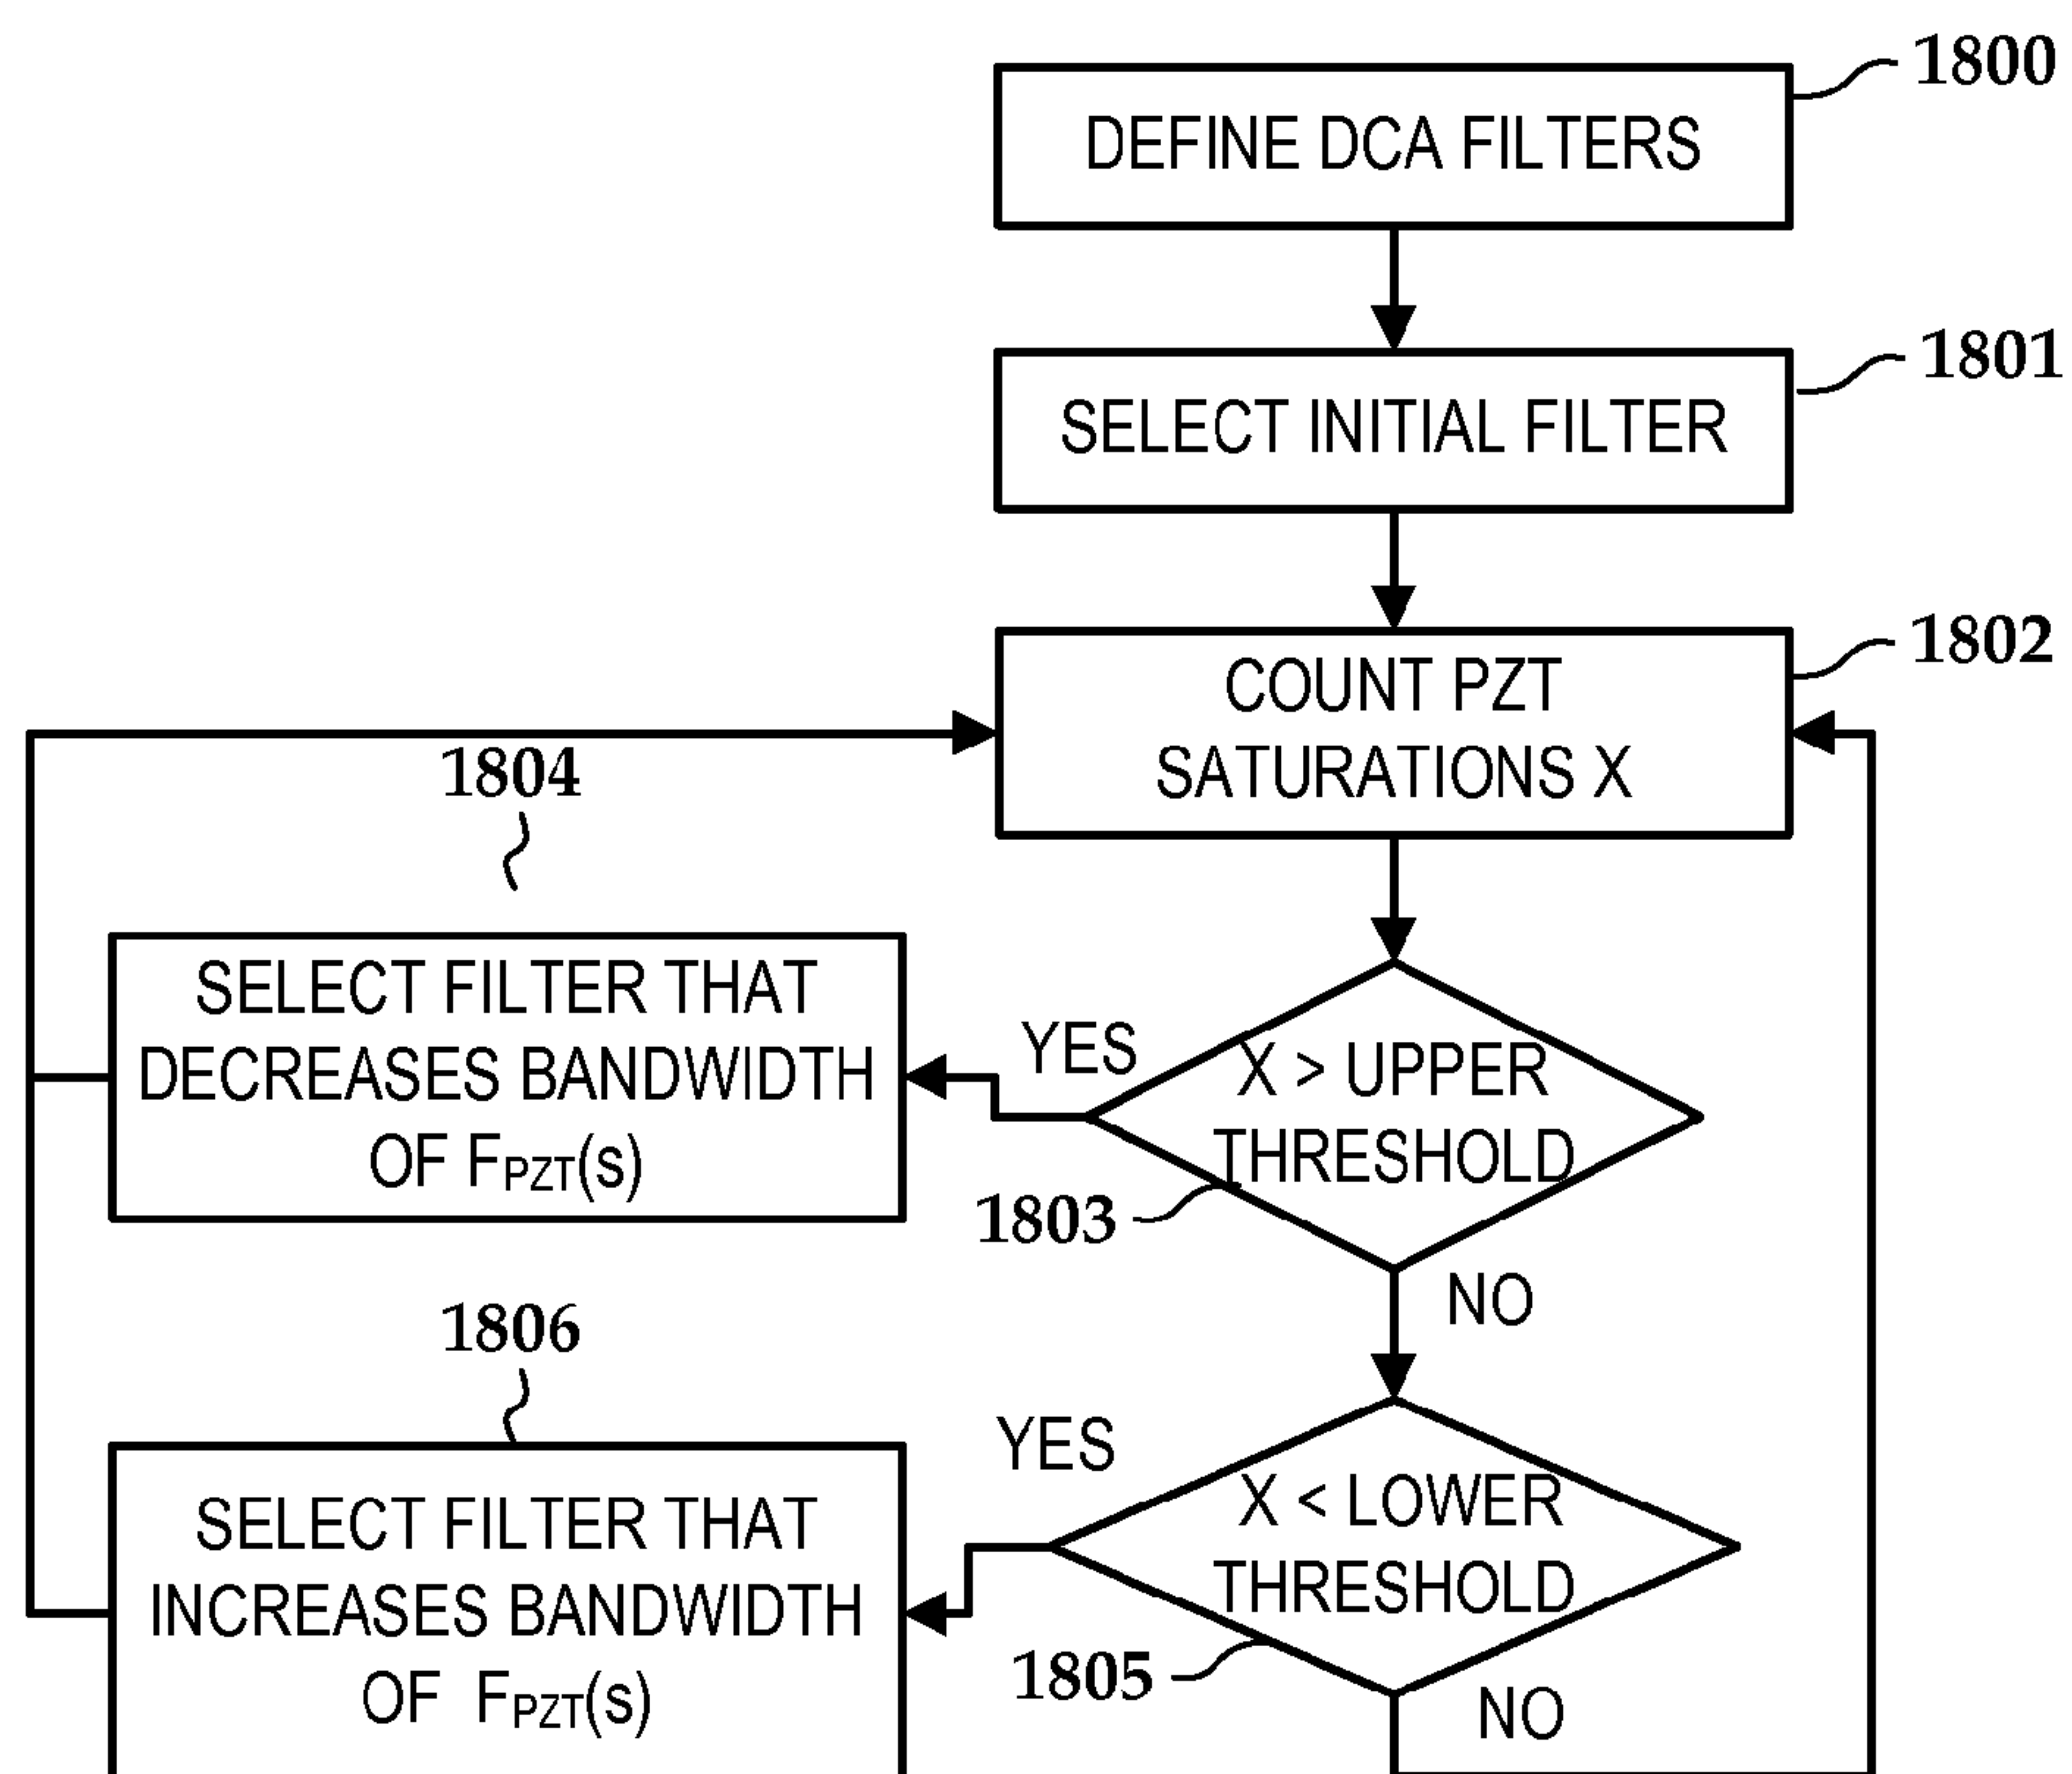 1800
DEFINE DCA FILTERS
1801
SELECT INITIAL FILTER
1802
COUNT PZT
SATURATIONS X
1804
SELECT FILTER THAT
DECREASES BANDWIDTH
OF FPZT(s)
YES
X > UPPER
THRESHOLD
1803
NO
1806
SELECT FILTER THAT
INCREASES BANDWIDTH
OF FPZT(s)
YES
X < LOWER
THRESHOLD
1805
NO